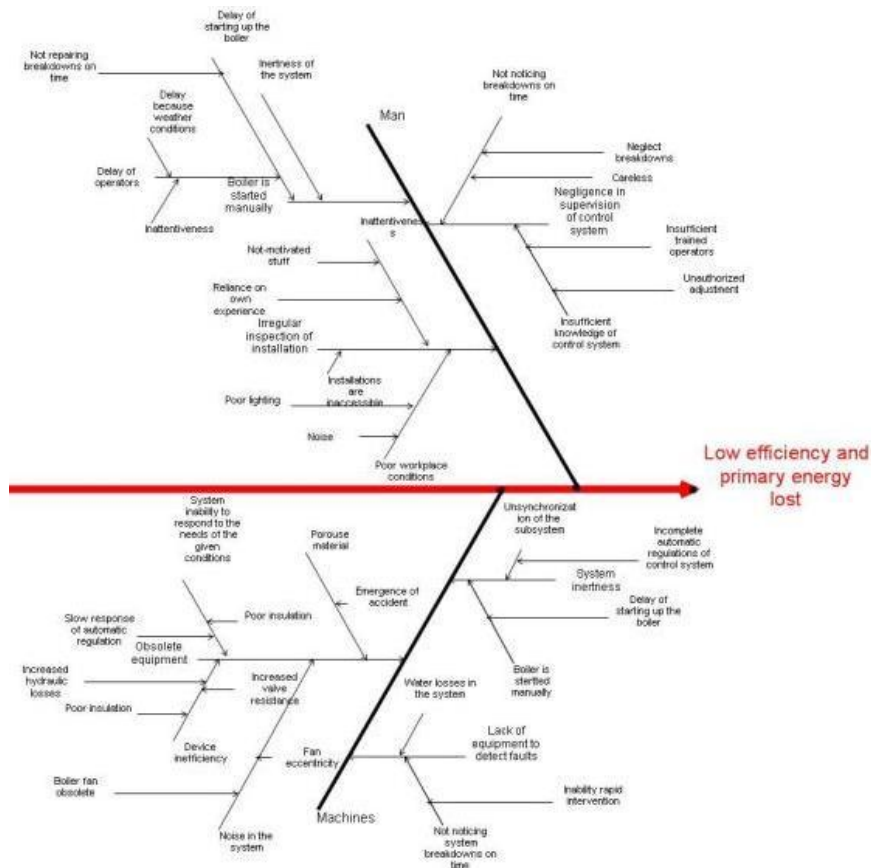 Delay of
starting up the
boiler
Not repairing
breakdowns on
time
Inertness of
the system
Not noticing
breakdowns on
time
Delay
because
weather
conditions
Man
Neglect
breakdowns
Delay of
operators
Boiler is
started
manually
Careless
Negligence in
supervision
of control
system
Inattentiveness
Inattentivenes
s
Insufficient
trained
operators
Not-motivated
stuff
Unauthorized
adjustment
Reliance on
own
experience
Insufficient
knowledge of
control system
Irregular
inspection of
installation
Installations
are
inaccessible
Poor lighting
Noise
Poor workplace
conditions
Low efficiency and
primary energy
lost
System
inability to
respond to the
needs of the
given
conditions
Porouse
material
Unsynchronizat
ion of the
subsystem
Incomplete
automatic
regulations of
control system
System
inertness
Emergence of
accident
Poor insulation
Delay of
starting up the
boiler
Slow response
of automatic
regulation
Obsolete
equipment
Boiler is
stertted
manually
Increased
hydraulic
losses
Increased
valve
resistance
Water losses in
the system
Poor insulation
Device
inefficiency
Fan
eccentricity
Lack of
equipment to
detect faults
Boiler fan
obsolete
Inability rapid
intervention
Machines
Noise in the
system
Not noticing
system
breakdowns on
time